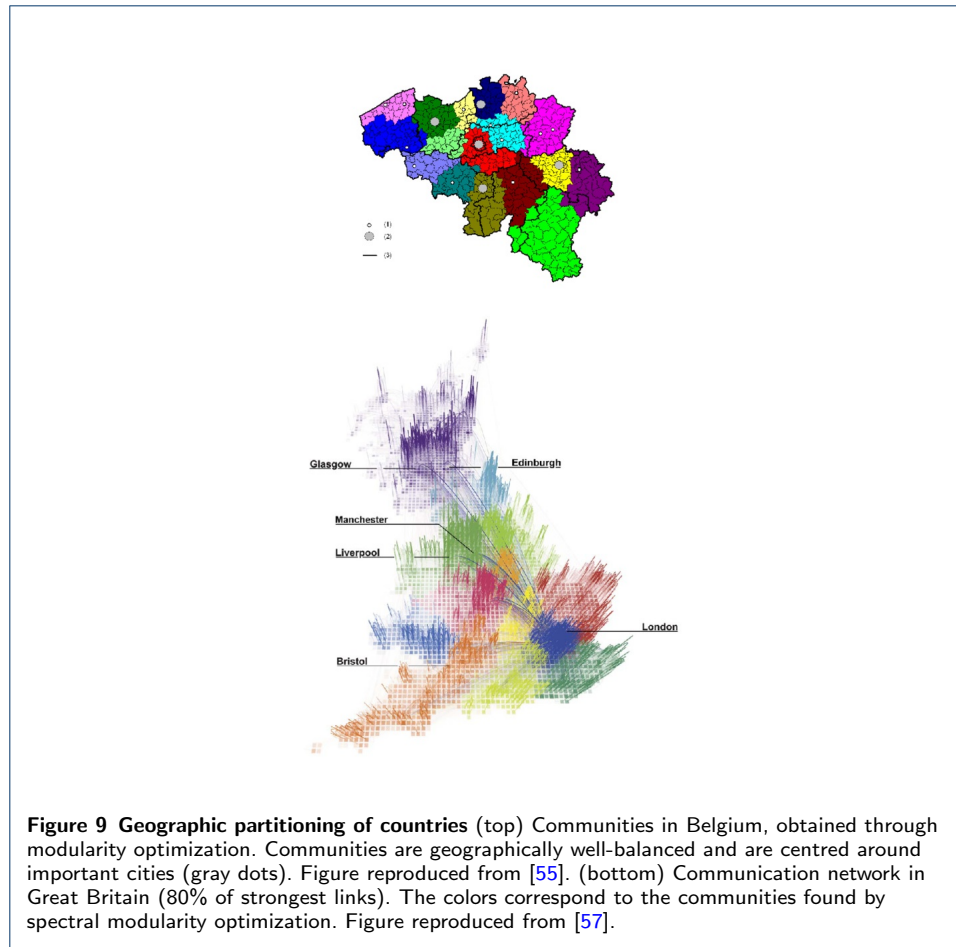 (1)
(2)
(3)
Glasgow
Edinburgh
Manchester
Liverpool
London
Bristol
Figure 9 Geographic partitioning of countries (top) Communities in Belgium, obtained through
modularity optimization. Communities are geographically well-balanced and are centred around
important cities (gray dots). Figure reproduced from [55]. (bottom) Communication network in
Great Britain (80% of strongest links). The colors correspond to the communities found by
spectral modularity optimization. Figure reproduced from [57].